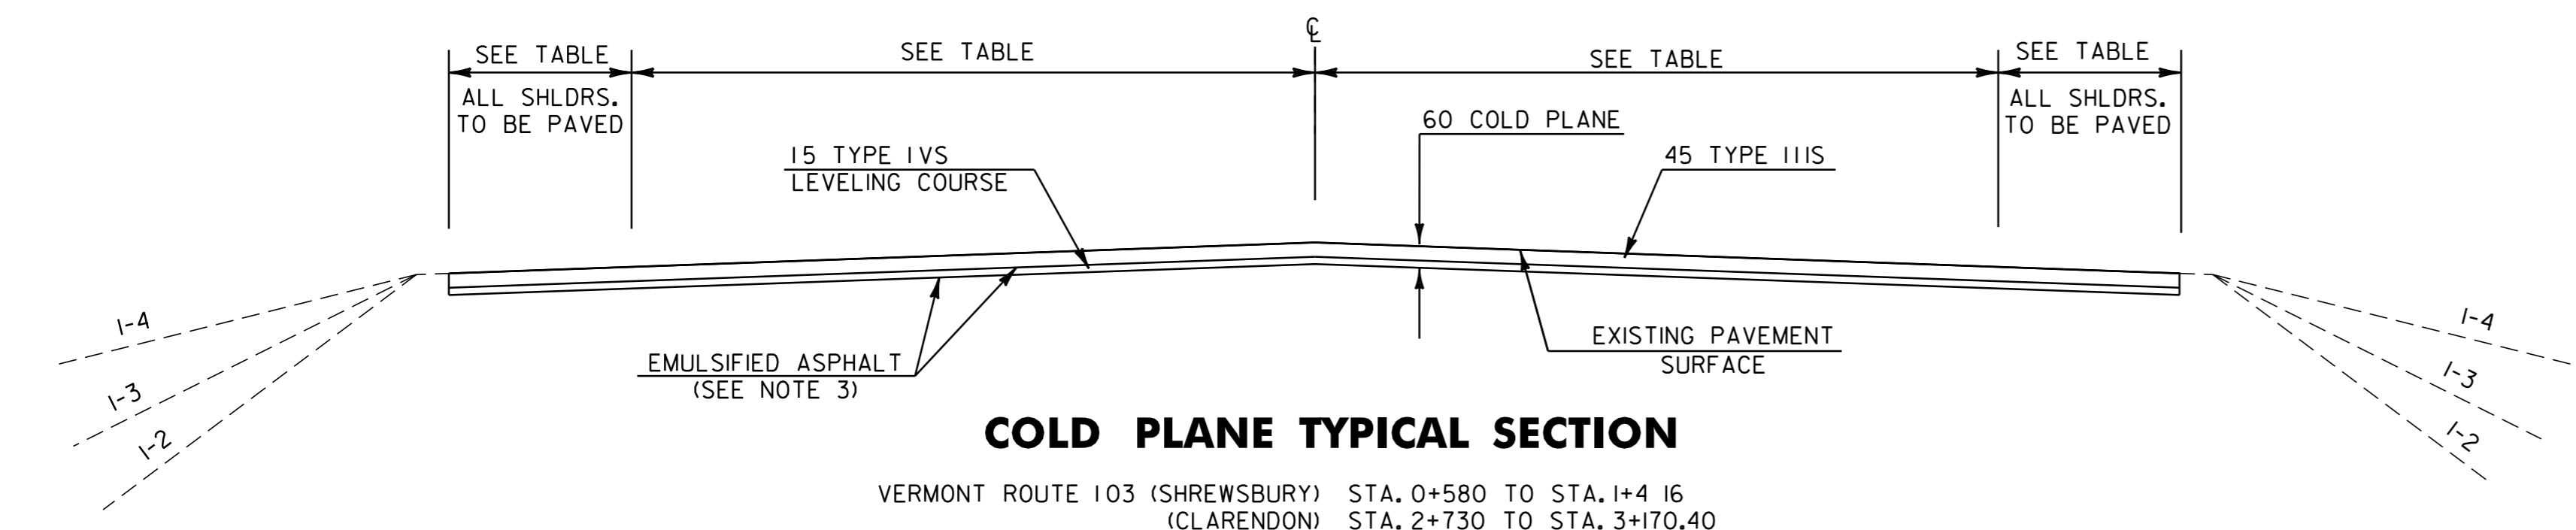 ℄
SEE TABLE
SEE TABLE
SEE TABLE
SEE TABLE
ALL SHLDRS.
TO BE PAVED
ALL SHLDRS.
TO BE PAVED
60 COLD PLANE
15 TYPE IVS
LEVELING COURSE
45 TYPE IIIS
1-4
1-3
1-2
1-4
1-3
1-2
EMULSIFIED ASPHALT
(SEE NOTE 3)
EXISTING PAVEMENT
SURFACE
COLD PLANE TYPICAL SECTION
VERMONT ROUTE 103 (SHREWSBURY) STA. 0+580 TO STA. 1+4 16
(CLARENDON) STA. 2+730 TO STA. 3+170.40